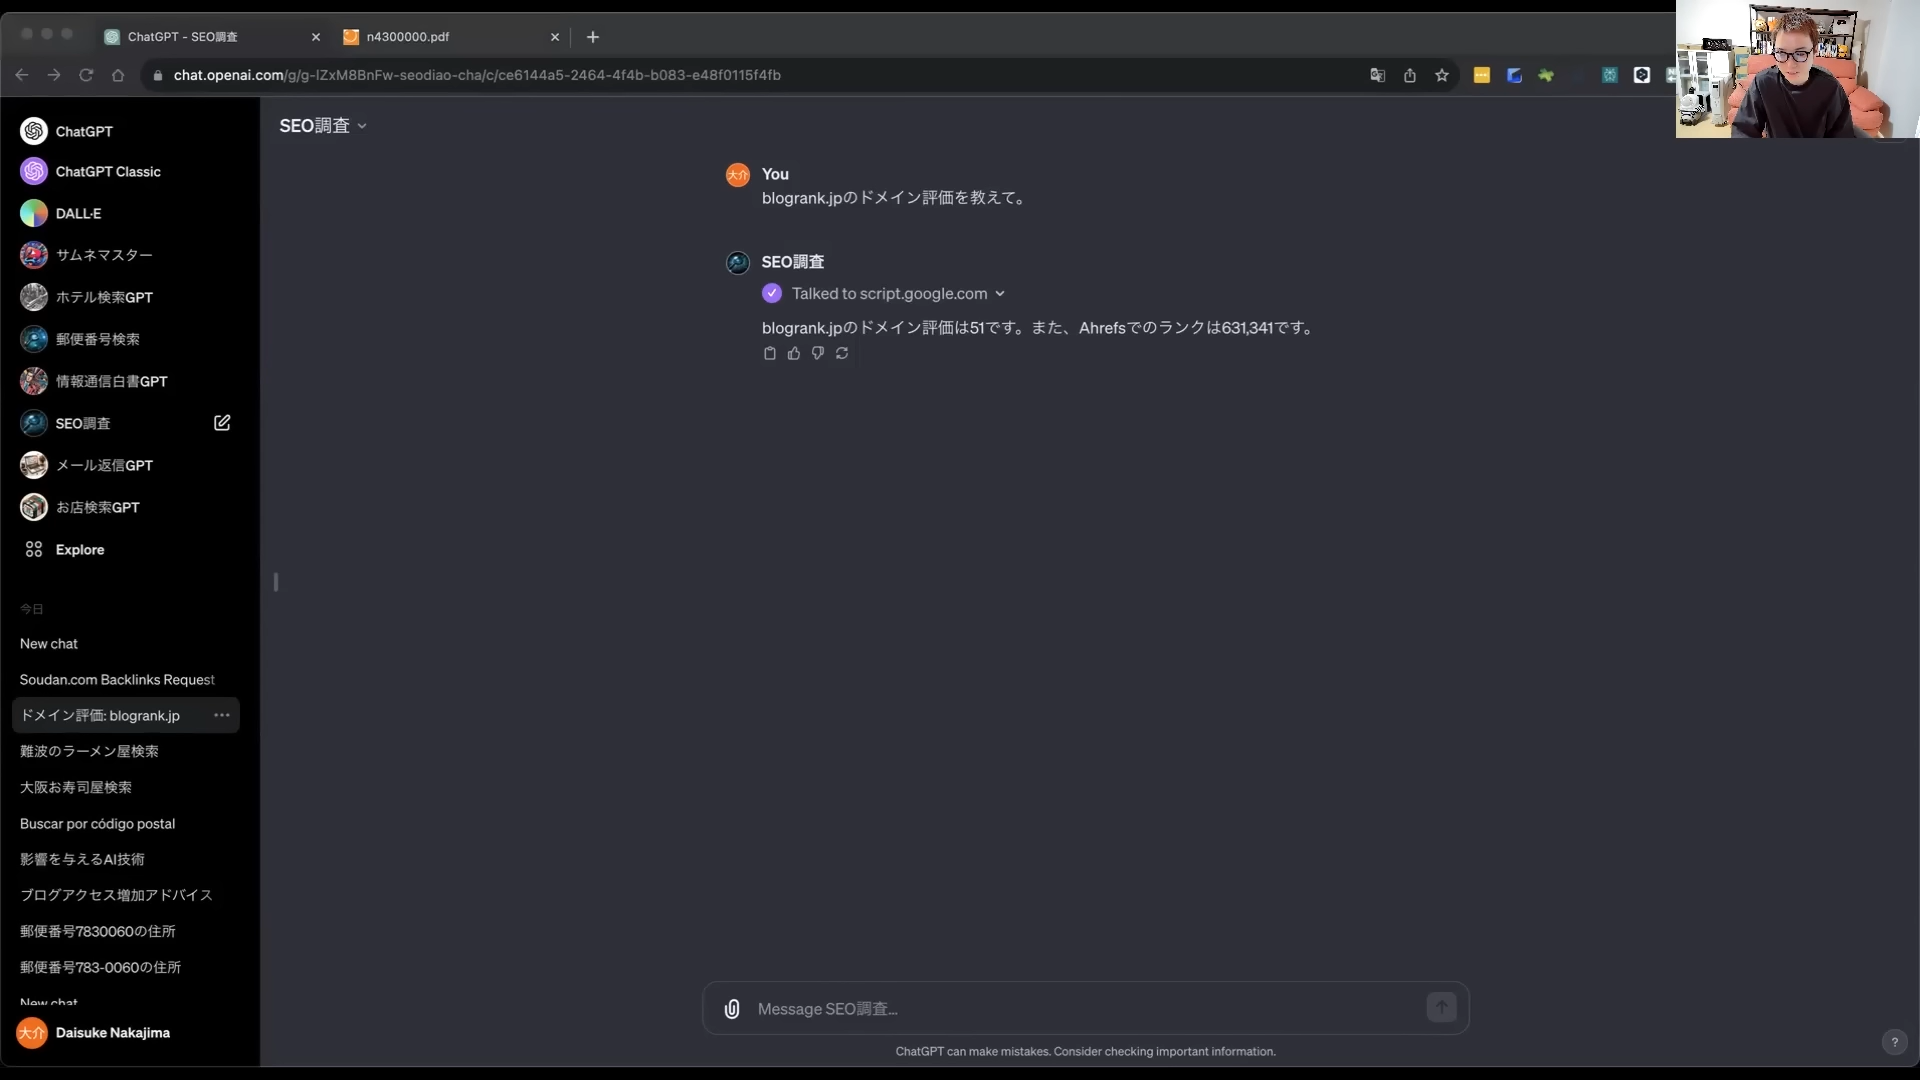 ChatGPT - SEO調査
n4300000.pdf
chat.openai.com/g/g-lZxM8BnFw-seodiao-cha/c/ce6144a5-2464-4f4b-b083-e48f0115f4fb
ChatGPT
ChatGPT Classic
DALL·E
サムネマスター
ホテル検索GPT
郵便番号検索
情報通信白書GPT
SEO調査
メール返信GPT
お店検索GPT
Explore
今日
New chat
Soudan.com Backlinks Request
ドメイン評価: blogrank.jp
難波のラーメン屋検索
大阪お寿司屋検索
Buscar por código postal
影響を与えるAI技術
ブログアクセス増加アドバイス
郵便番号7830060の住所
郵便番号783-0060の住所
New chat
大介 Daisuke Nakajima
SEO調査
大介 You
blogrank.jpのドメイン評価を教えて。
SEO調査
Talked to script.google.com
blogrank.jpのドメイン評価は51です。また、Ahrefsでのランクは631,341です。
Message SEO調査...
ChatGPT can make mistakes. Consider checking important information.
?